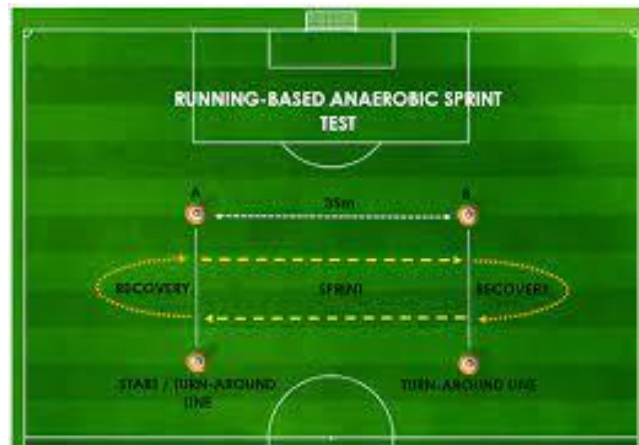 RUNNING-BASED ANAEROBIC SPRINT
TEST
A
B
35m
RECOVERY
SPRINT
RECOVERY
START / TURN-AROUND
LINE
TURN-AROUND LINE